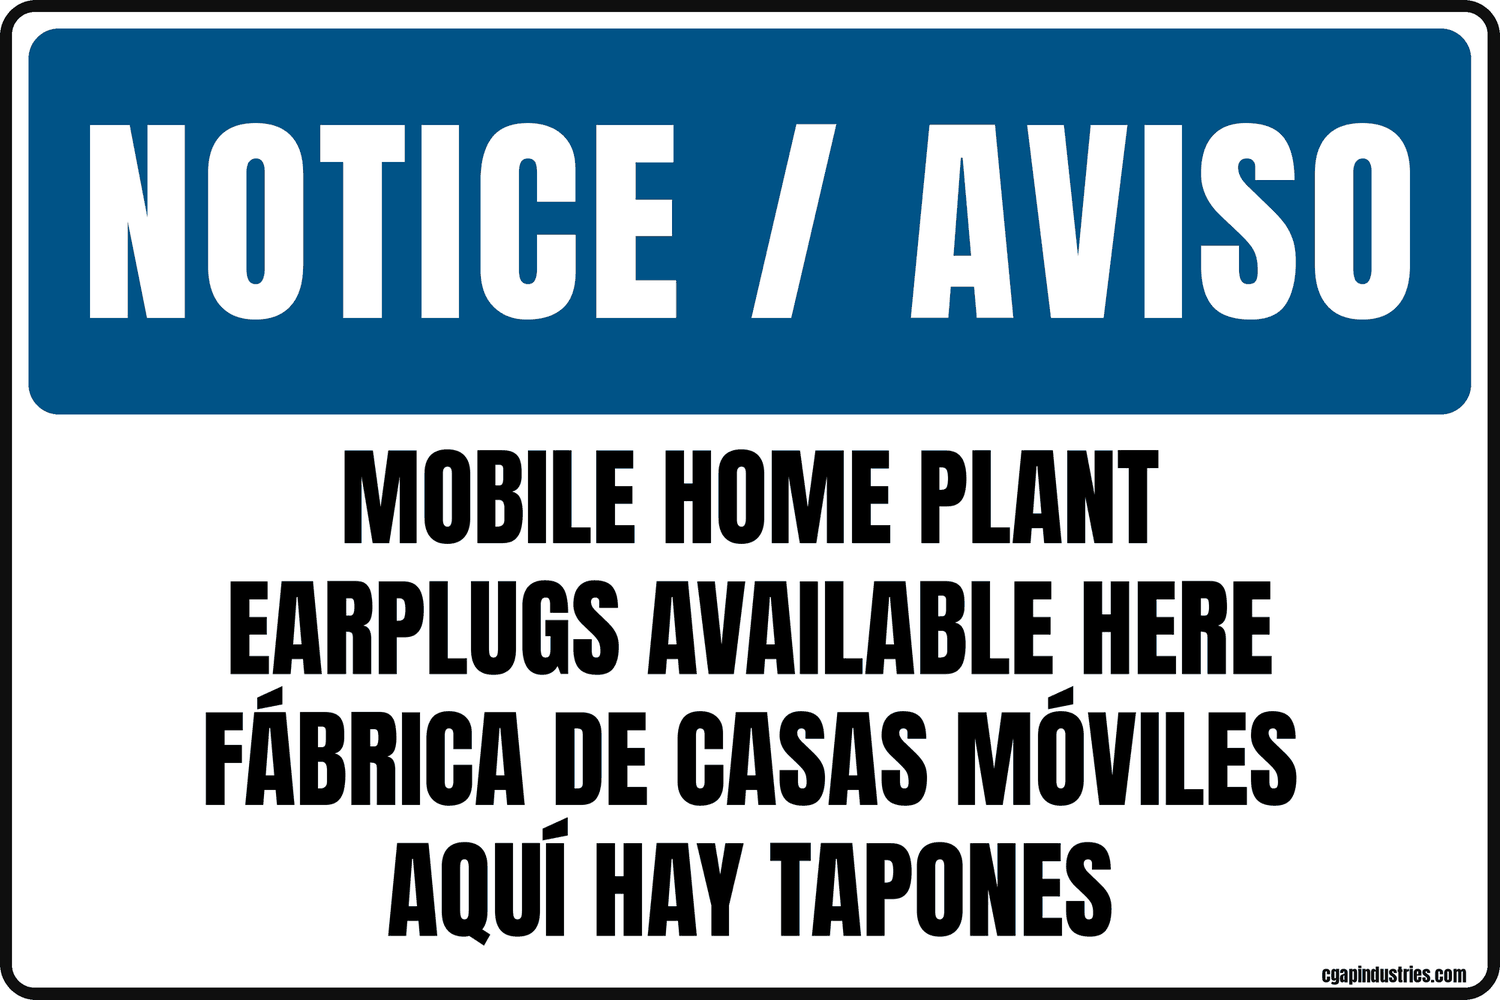 NOTICE / AVISO
MOBILE HOME PLANT
EARPLUGS AVAILABLE HERE
FÁBRICA DE CASAS MÓVILES
AQUÍ HAY TAPONES
cgapindustries.com